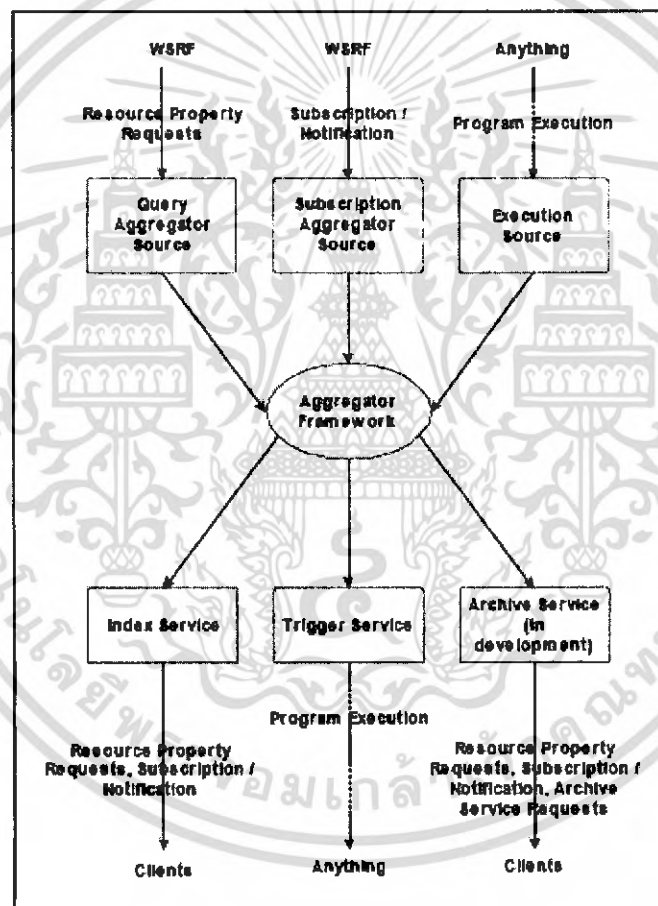 WSRF
WSRF
Anything
Resource Property
Requests
Subscription /
Notification
Program Execution
Query
Aggregator
Source
Subscription
Aggregator
Source
Execution
Source
Aggregator
Framework
Index Service
Trigger Service
Archive Service
(in
development)
Resource Property
Requests, Subscription /
Notification
Program Execution
Resource Property
Requests, Subscription /
Notification, Archive
Service Requests
Clients
Anything
Clients